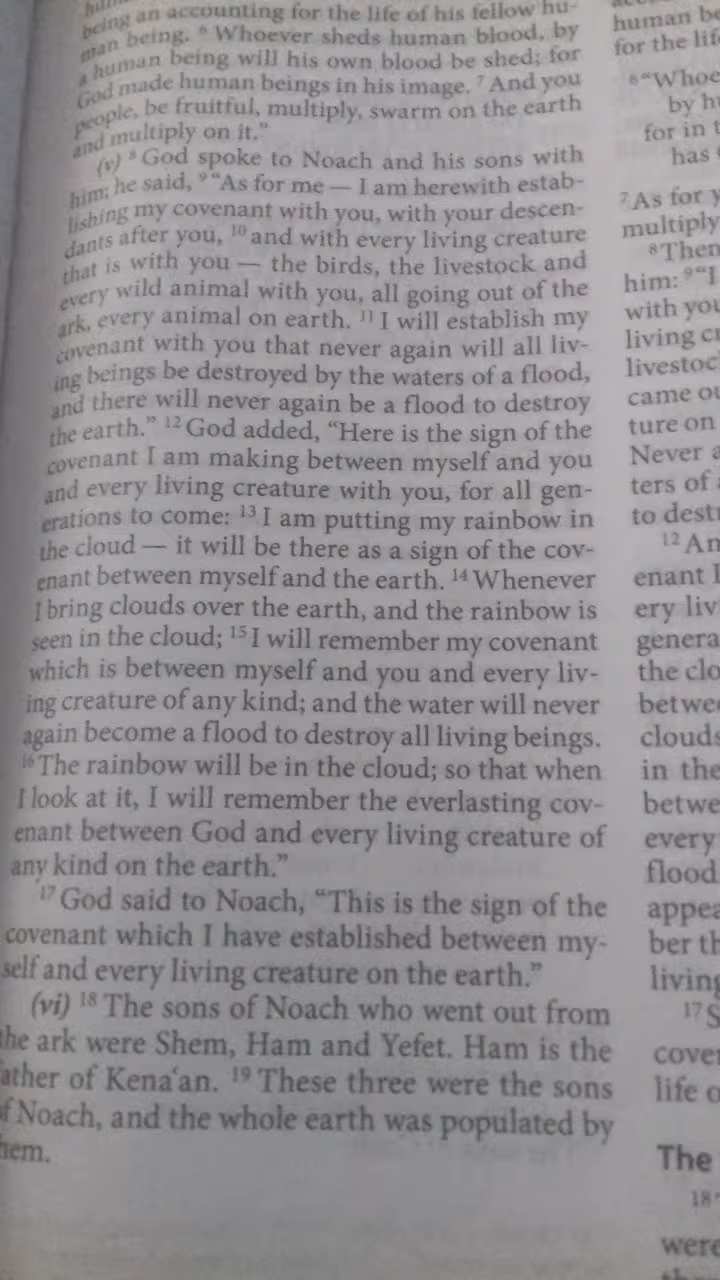 being an accounting for the life of his fellow hu-
man being. ⁶ Whoever sheds human blood, by
a human being will his own blood be shed; for
God made human beings in his image. ⁷ And you
people, be fruitful, multiply, swarm on the earth
and multiply on it.”
(v) ⁸ God spoke to Noach and his sons with
him; he said, ⁹ “As for me — I am herewith estab-
lishing my covenant with you, with your descen-
dants after you, ¹⁰ and with every living creature
that is with you — the birds, the livestock and
every wild animal with you, all going out of the
ark, every animal on earth. ¹¹ I will establish my
covenant with you that never again will all liv-
ing beings be destroyed by the waters of a flood,
and there will never again be a flood to destroy
the earth.” ¹² God added, “Here is the sign of the
covenant I am making between myself and you
and every living creature with you, for all gen-
erations to come: ¹³ I am putting my rainbow in
the cloud — it will be there as a sign of the cov-
enant between myself and the earth. ¹⁴ Whenever
I bring clouds over the earth, and the rainbow is
seen in the cloud; ¹⁵ I will remember my covenant
which is between myself and you and every liv-
ing creature of any kind; and the water will never
again become a flood to destroy all living beings.
¹⁶ The rainbow will be in the cloud; so that when
I look at it, I will remember the everlasting cov-
enant between God and every living creature of
any kind on the earth.”
¹⁷ God said to Noach, “This is the sign of the
covenant which I have established between my-
self and every living creature on the earth.”
(vi) ¹⁸ The sons of Noach who went out from
the ark were Shem, Ham and Yefet. Ham is the
ather of Kena‘an. ¹⁹ These three were the sons
of Noach, and the whole earth was populated by
hem.
human be
for the lif
⁶ “Whoe
by hu
for in t
has
⁷ As for y
multiply
⁸ Then
him: ⁹ “I
with you
living cr
livestoc
came ou
ture on
Never a
ters of
to destr
¹² An
enant I
ery liv
genera
the clo
betwee
clouds
in the
betwe
every
flood
appea
ber th
living
¹⁷ S
cover
life o
The
18
were